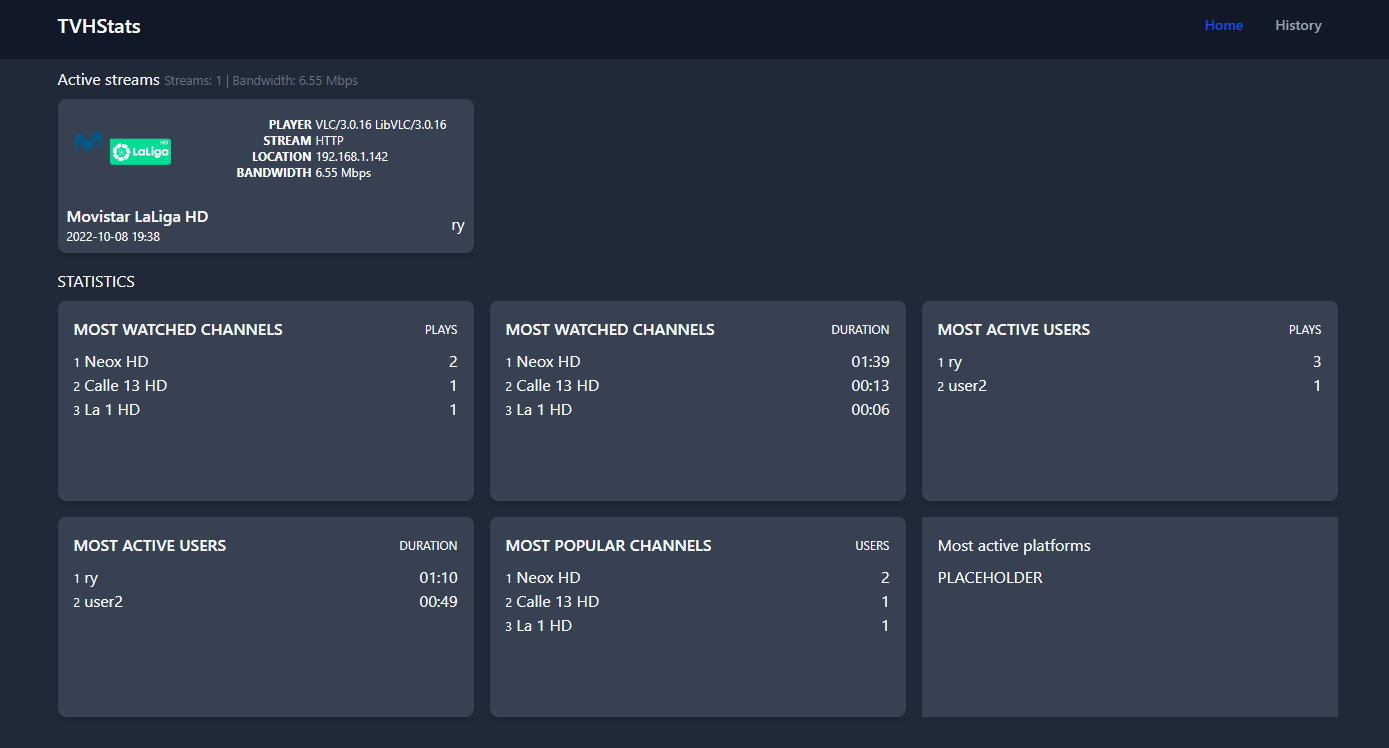 TVHStats
Home History
Active streams Streams: 1 | Bandwidth: 6.55 Mbps
LaLiga HD
PLAYER VLC/3.0.16 LibVLC/3.0.16
STREAM HTTP
LOCATION 192.168.1.142
BANDWIDTH 6.55 Mbps
Movistar LaLiga HD
2022-10-08 19:38
ry
STATISTICS
MOST WATCHED CHANNELS PLAYS
1 Neox HD 2
2 Calle 13 HD 1
3 La 1 HD 1
MOST WATCHED CHANNELS DURATION
1 Neox HD 01:39
2 Calle 13 HD 00:13
3 La 1 HD 00:06
MOST ACTIVE USERS PLAYS
1 ry 3
2 user2 1
MOST ACTIVE USERS DURATION
1 ry 01:10
2 user2 00:49
MOST POPULAR CHANNELS USERS
1 Neox HD 2
2 Calle 13 HD 1
3 La 1 HD 1
Most active platforms
PLACEHOLDER